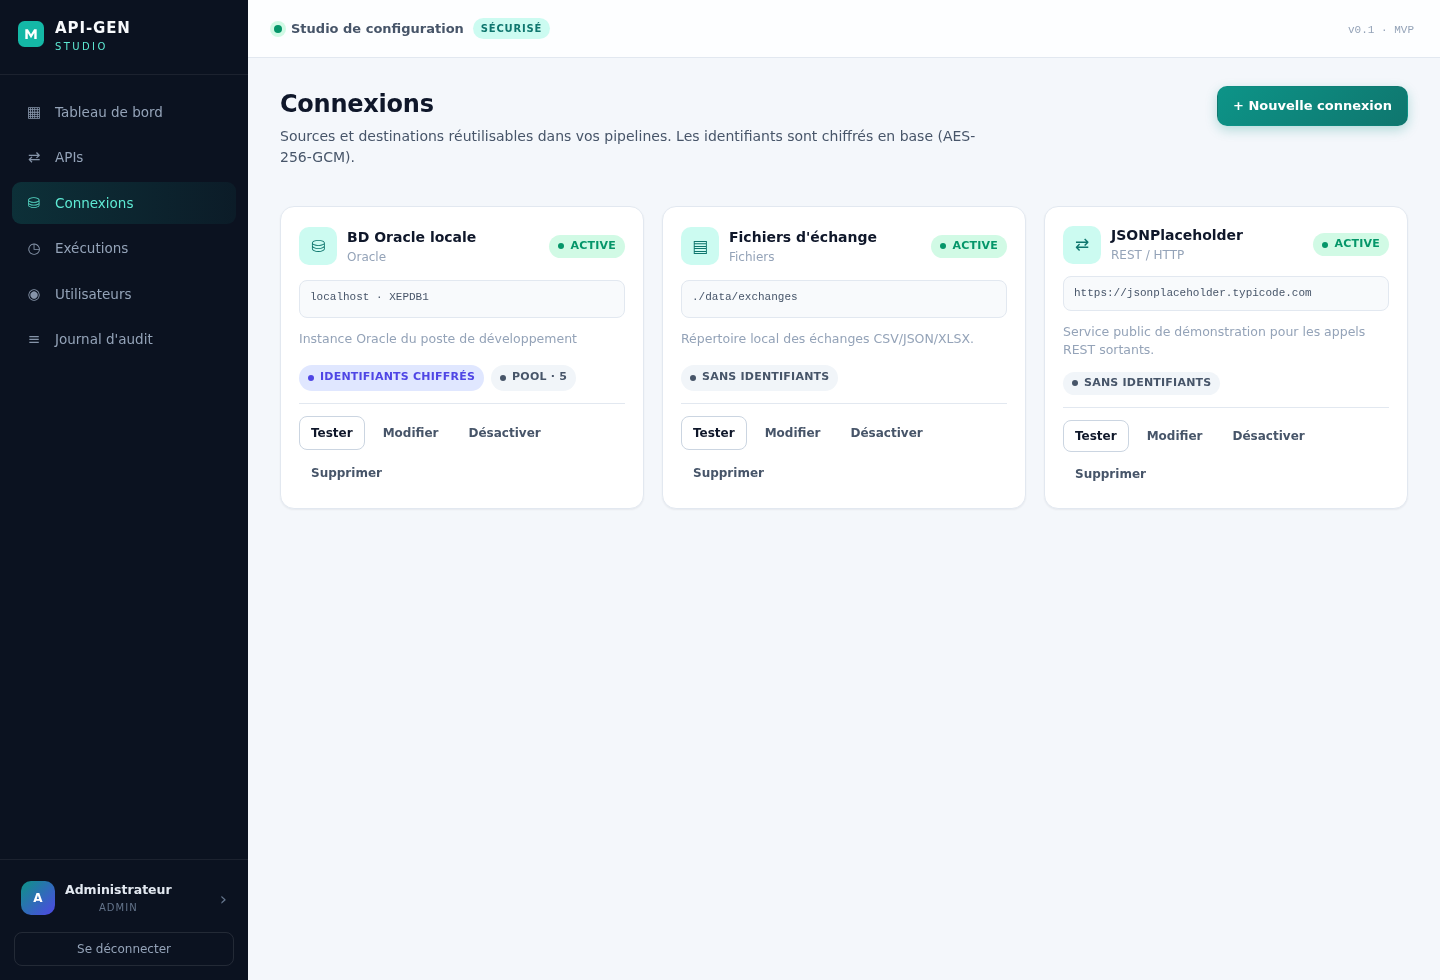 M
API-GEN
STUDIO
Tableau de bord
APIs
Connexions
Exécutions
Utilisateurs
Journal d'audit
A
Administrateur
ADMIN
Se déconnecter
Studio de configuration
SÉCURISÉ
v0.1 · MVP
Connexions
+ Nouvelle connexion
Sources et destinations réutilisables dans vos pipelines. Les identifiants sont chiffrés en base (AES-
256-GCM).
BD Oracle locale
Oracle
ACTIVE
localhost · XEPDB1
Instance Oracle du poste de développement
IDENTIFIANTS CHIFFRÉS
POOL · 5
Tester
Modifier
Désactiver
Supprimer
Fichiers d'échange
Fichiers
ACTIVE
./data/exchanges
Répertoire local des échanges CSV/JSON/XLSX.
SANS IDENTIFIANTS
Tester
Modifier
Désactiver
Supprimer
JSONPlaceholder
REST / HTTP
ACTIVE
https://jsonplaceholder.typicode.com
Service public de démonstration pour les appels
REST sortants.
SANS IDENTIFIANTS
Tester
Modifier
Désactiver
Supprimer